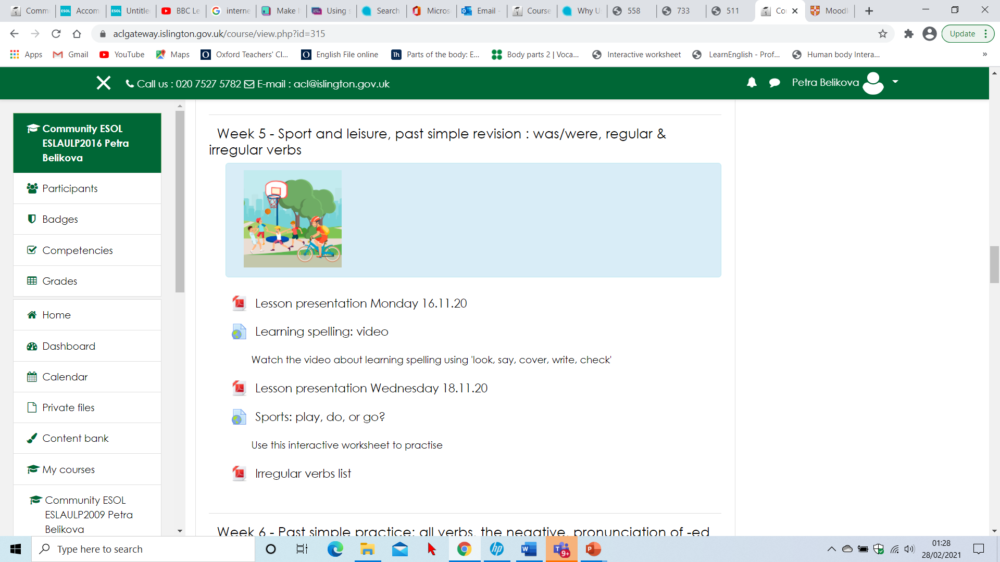 Comm
Accom
Untitle
BBC Le
interne
Make I
Using s
Search
Micros
Email -
Course
Why U
558
733
511
Co
Moodl
aclgateway.islington.gov.uk/course/view.php?id=315
Update
Apps
Gmail
YouTube
Maps
Oxford Teachers' Cl...
English File online
Parts of the body: E...
Body parts 2 | Voca...
Interactive worksheet
LearnEnglish - Prof...
Human body Intera...
»
Call us : 020 7527 5782 E-mail : acl@islington.gov.uk
Petra Belikova
Community ESOL
ESLAULP2016 Petra
Belikova
Participants
Badges
Competencies
Grades
Home
Dashboard
Calendar
Private files
Content bank
My courses
Community ESOL
ESLAULP2009 Petra
Belikova
Week 5 - Sport and leisure, past simple revision : was/were, regular &
irregular verbs
Lesson presentation Monday 16.11.20
Learning spelling: video
Watch the video about learning spelling using 'look, say, cover, write, check'
Lesson presentation Wednesday 18.11.20
Sports: play, do, or go?
Use this interactive worksheet to practise
Irregular verbs list
Week 6 - Past simple practice: all verbs, the negative, pronunciation of -ed
Type here to search
9+
01:28
28/02/2021